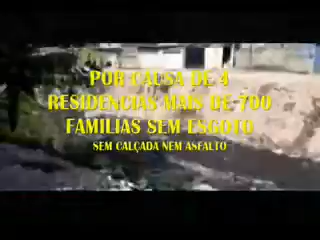 POR CAUSA DE 4
RESIDENCIAS MAIS DE 700
FAMILIAS SEM ESGOTO
SEM CALÇADA NEM ASFALTO